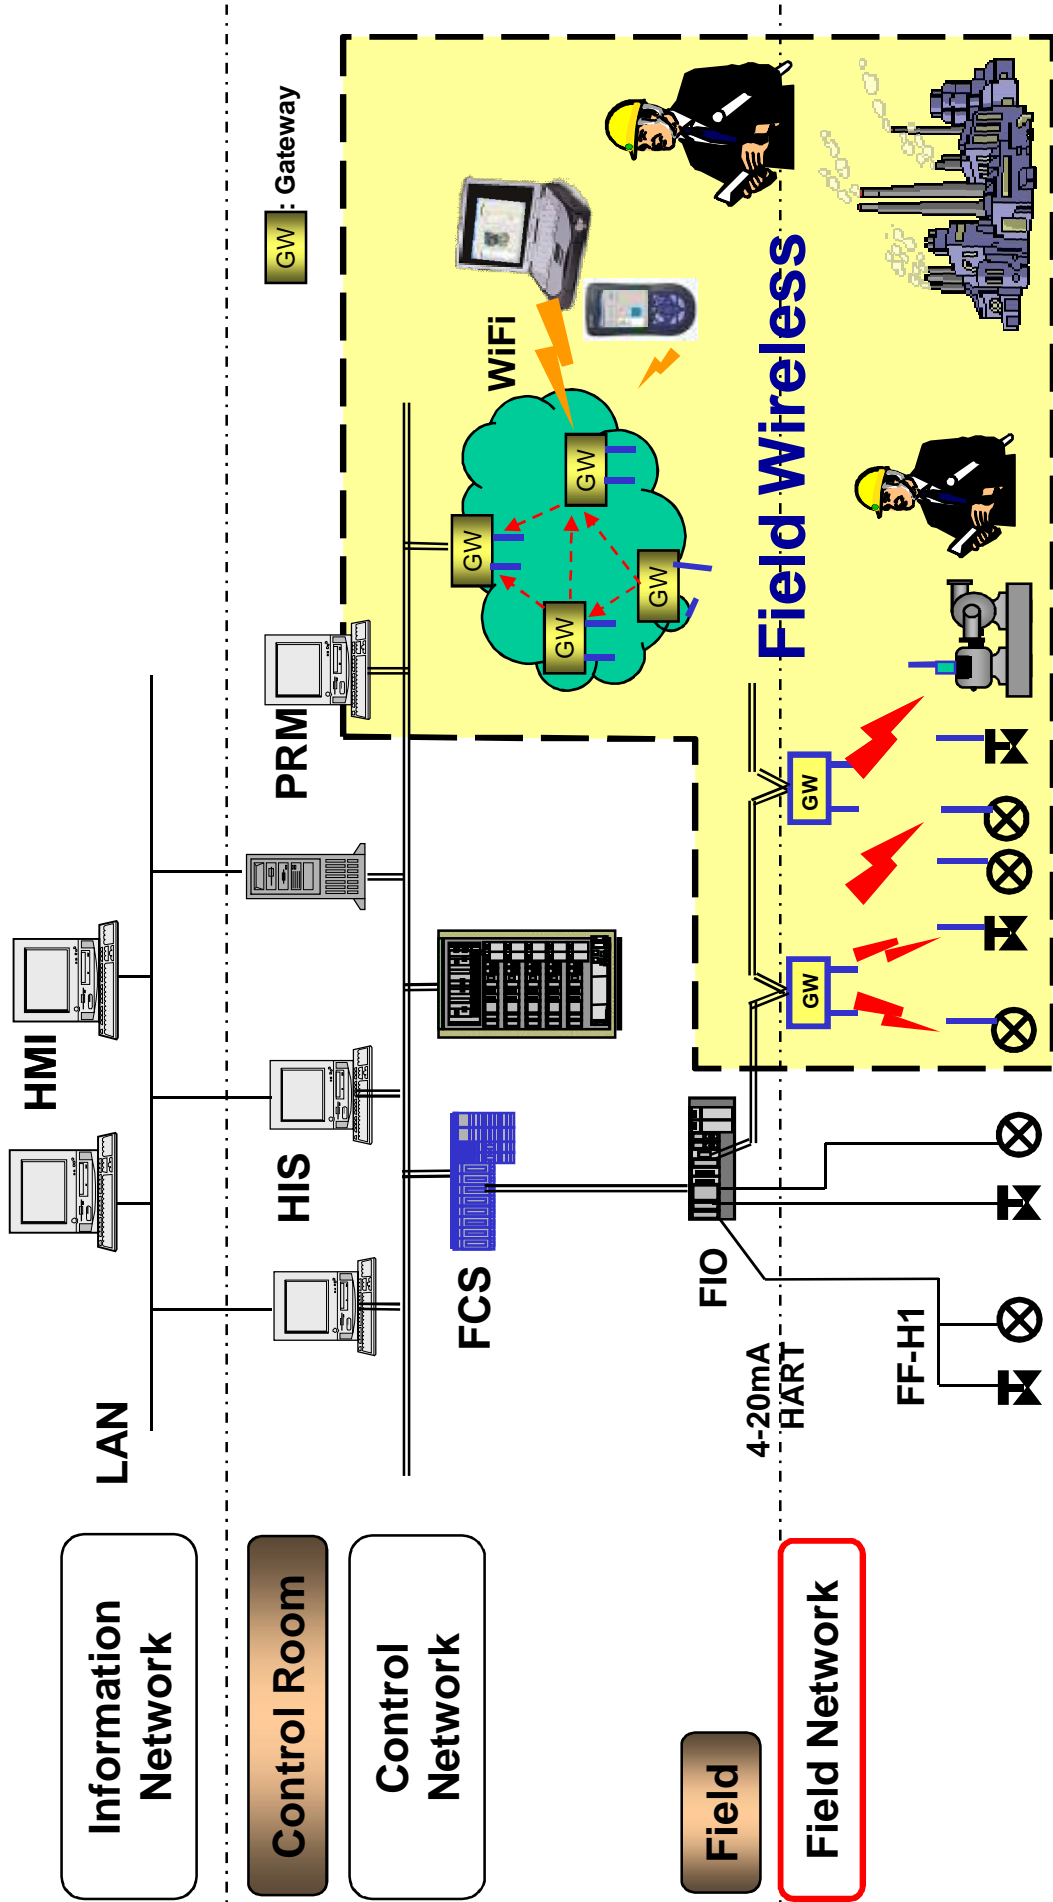 Information
Network
LAN
HMI
Control Room
HIS
PRM
GW
: Gateway
Control
Network
FCS
GW
GW
GW
GW
WiFi
Field
FIO
4-20mA
HART
Field Wireless
Field Network
GW
GW
FF-H1